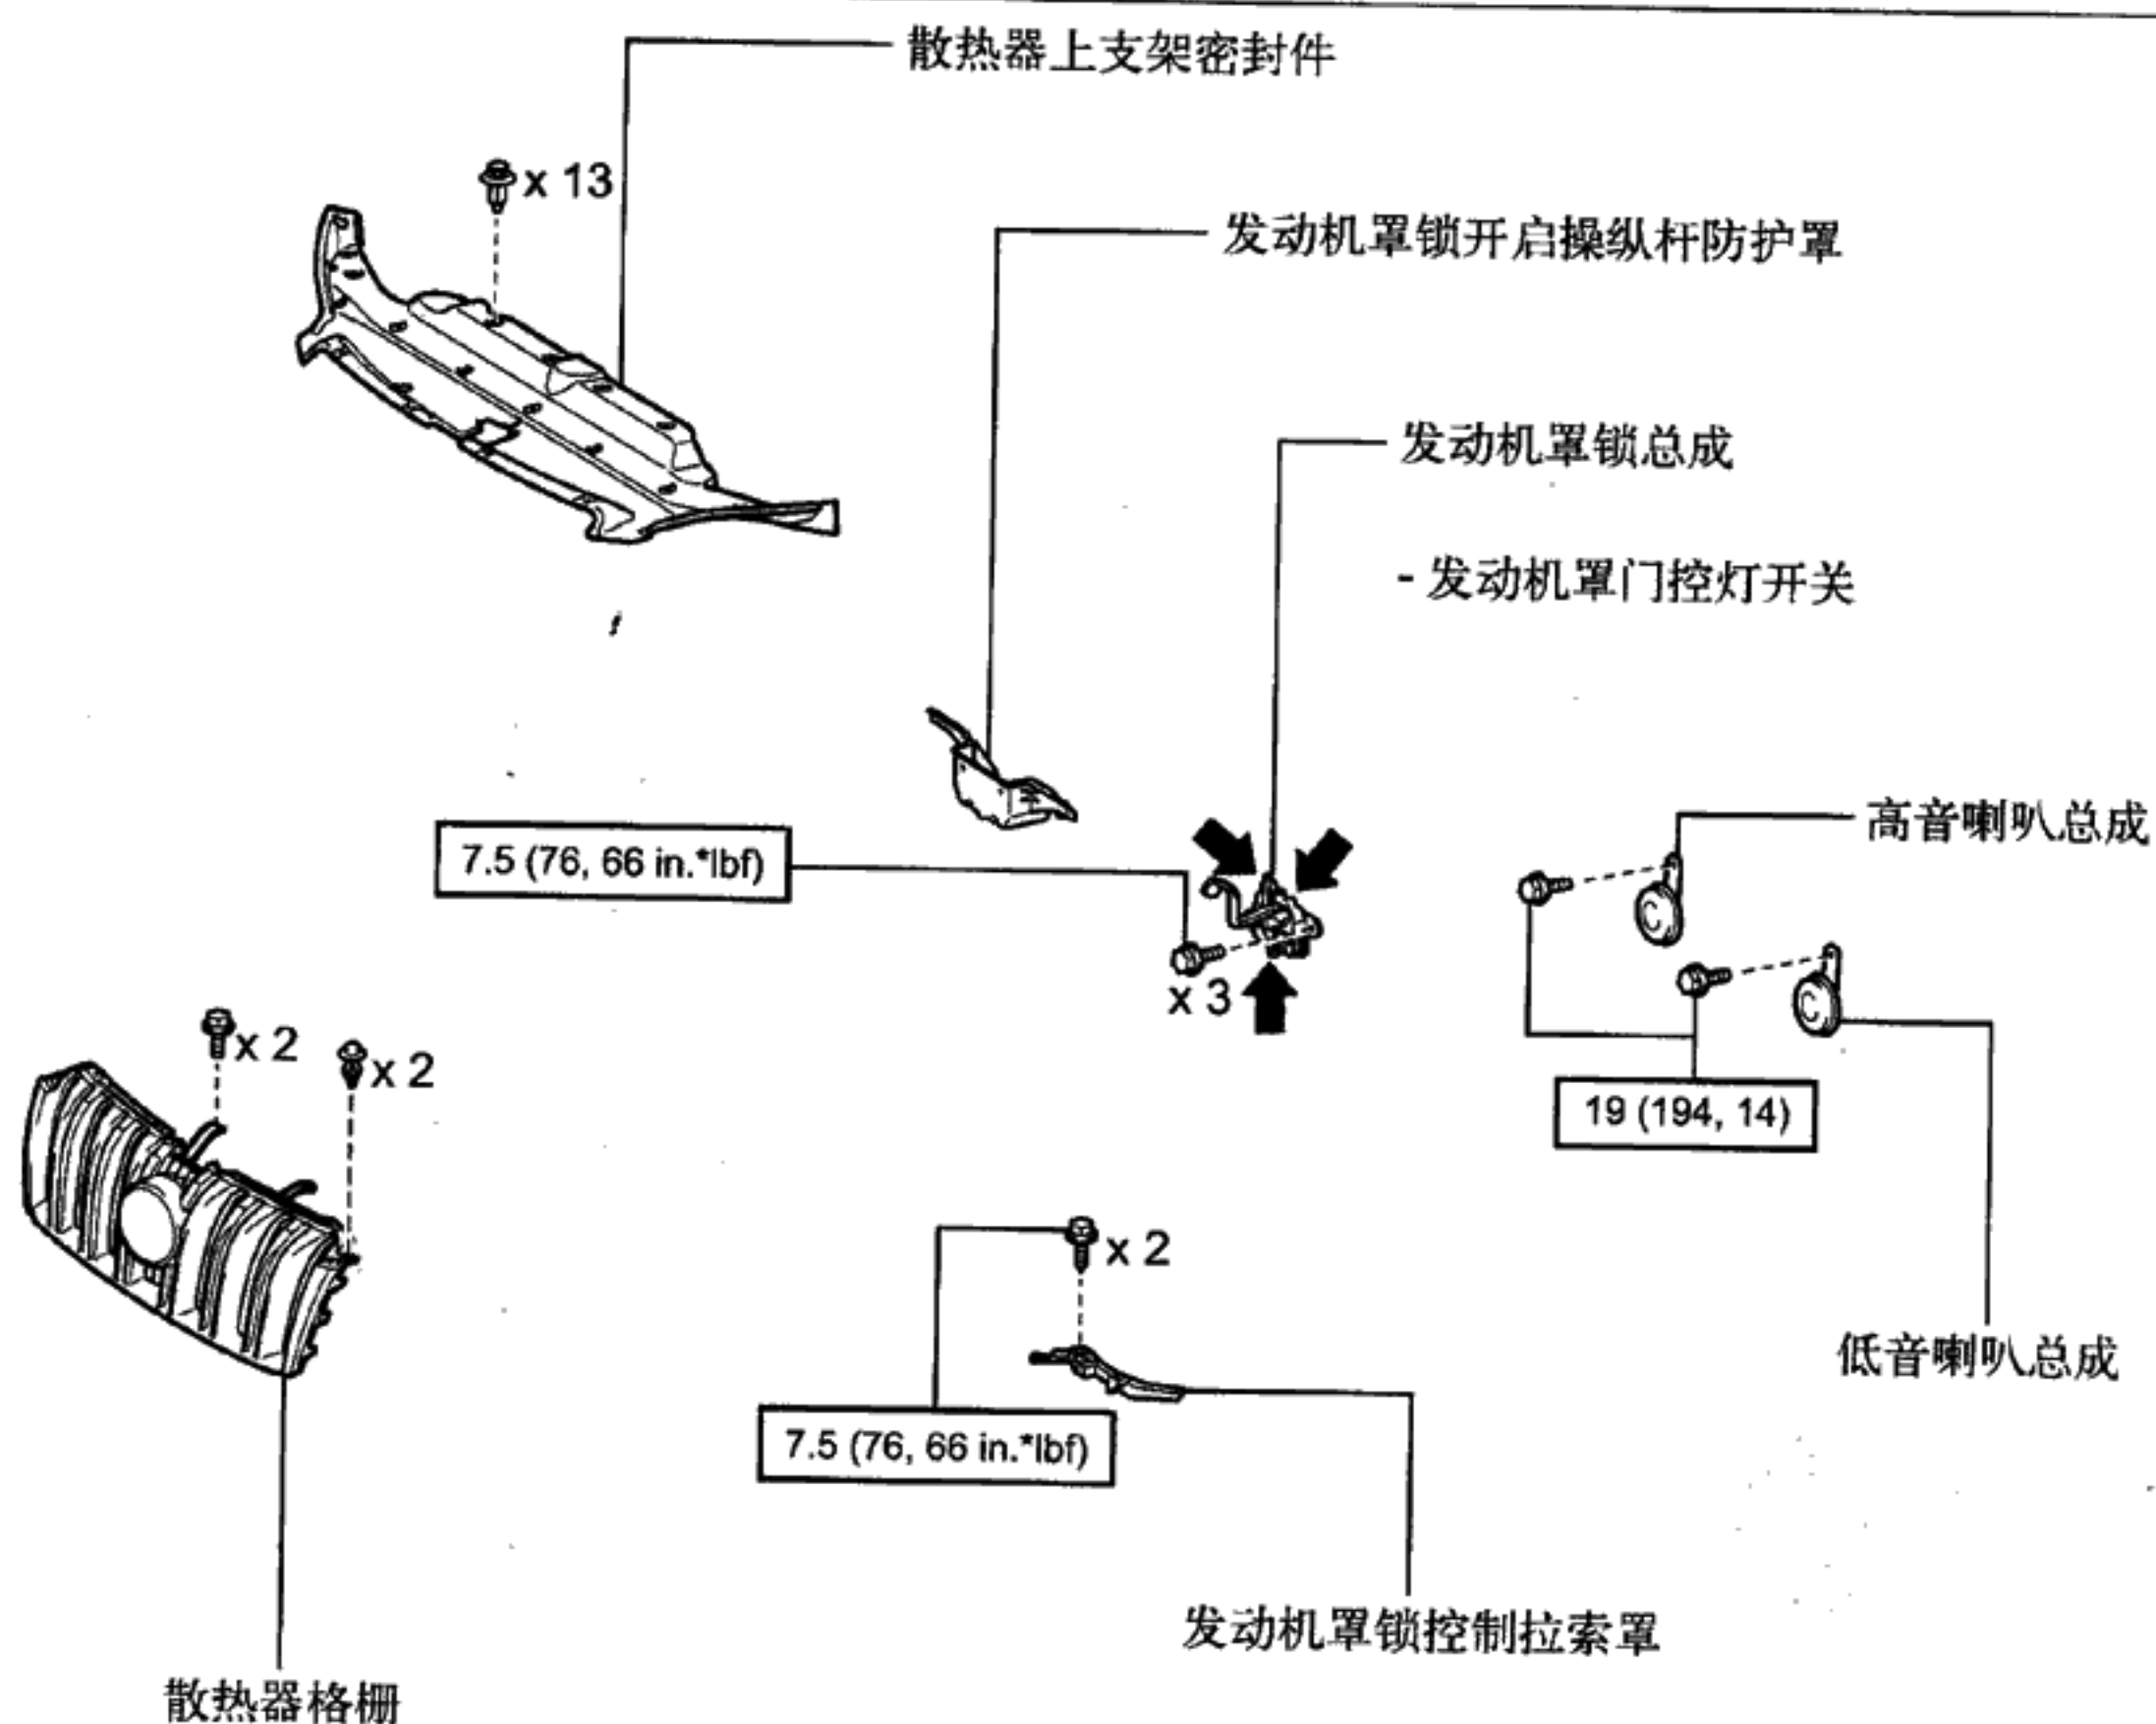 散热器上支架密封件
x 13
发动机罩锁开启操纵杆防护罩
发动机罩锁总成
- 发动机罩门控灯开关
高音喇叭总成
7.5 (76, 66 in.*lbf)
x 3
x 2
x 2
19 (194, 14)
x 2
低音喇叭总成
7.5 (76, 66 in.*lbf)
发动机罩锁控制拉索罩
散热器格栅